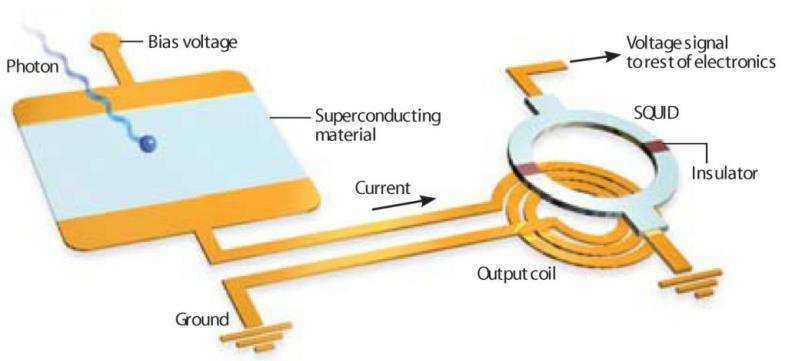 Bias voltage
Photon
Superconducting
material
Current
Ground
Output coil
Voltage signal
to rest of electronics
SQUID
Insulator